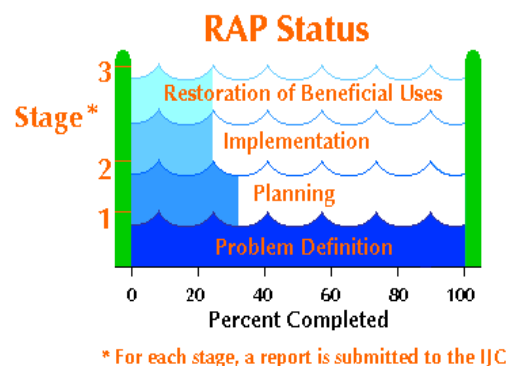 RAP Status
3
Restoration of Beneficial Uses
Stage*
Implementation
2
Planning
1
Problem Definition
0 20 40 60 80 100
Percent Completed
* For each stage, a report is submitted to the IJC